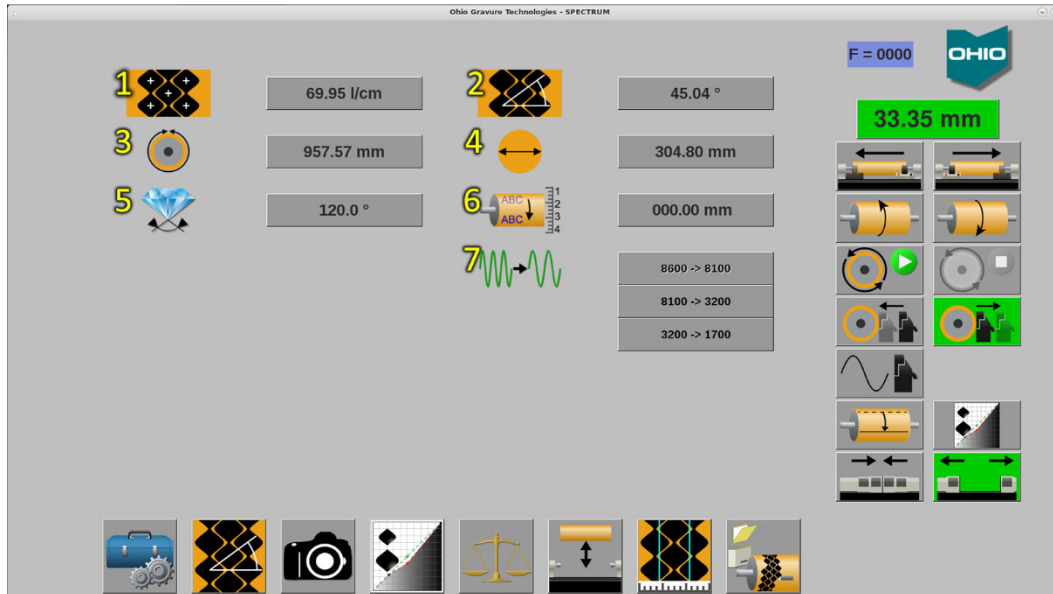 Ohio Gravure Technologies - SPECTRUM
F = 0000
OHIO
1
69.95 l/cm
2
45.04 °
33.35 mm
3
957.57 mm
4
304.80 mm
5
120.0 °
6
ABC
ABC
1
2
3
4
000.00 mm
7
8600 -> 8100
8100 -> 3200
3200 -> 1700